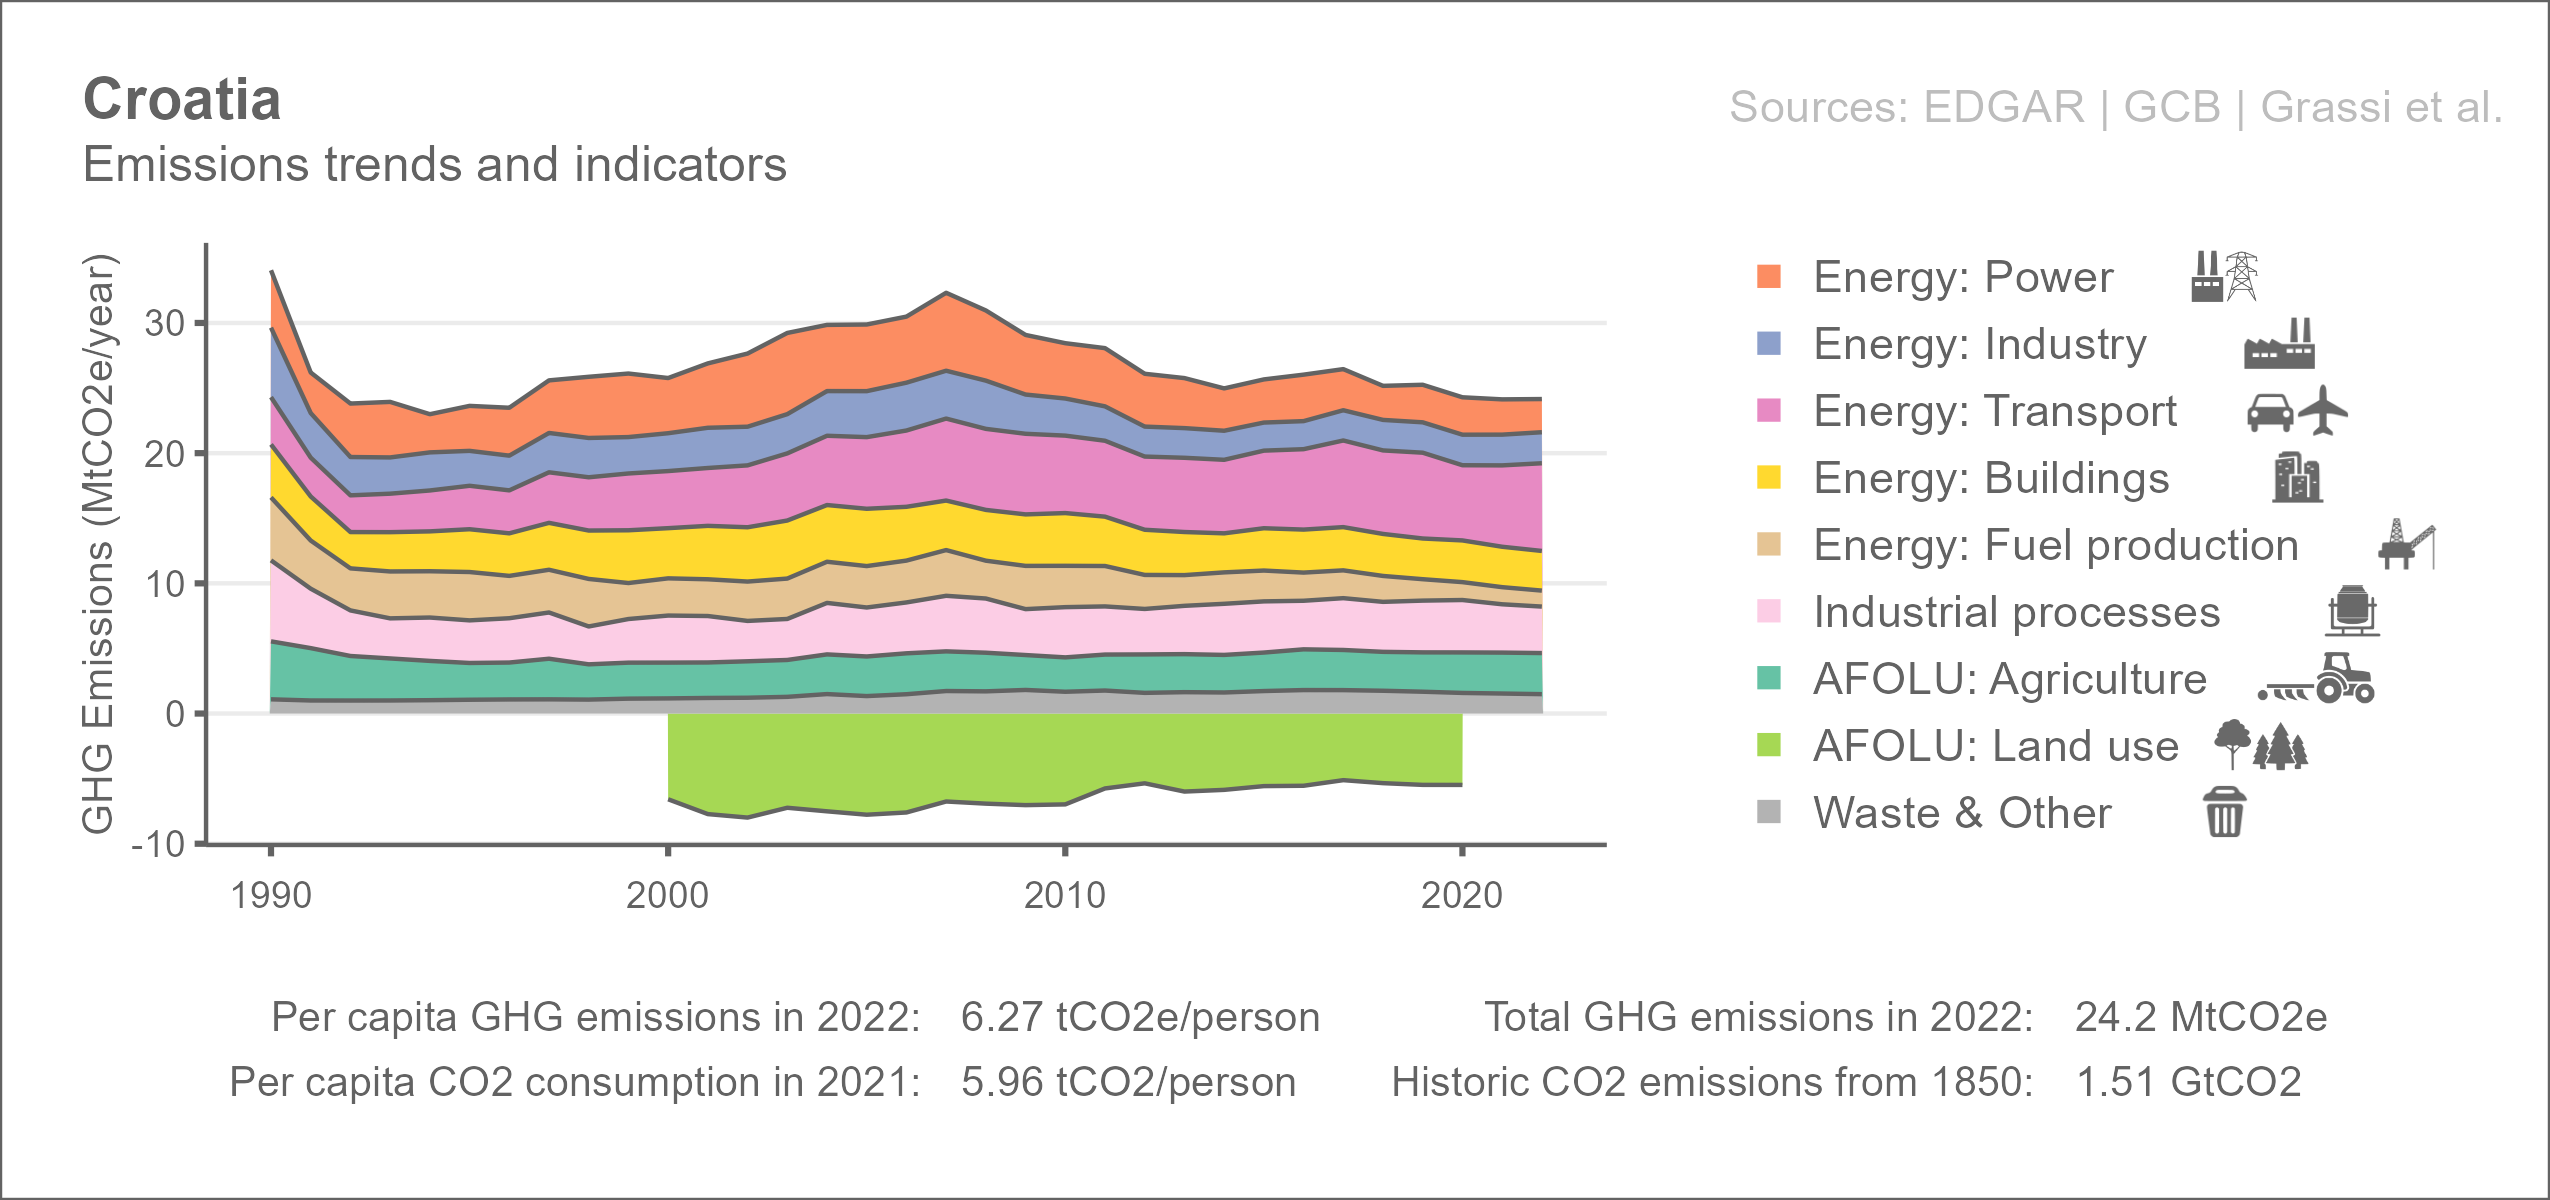 Croatia
Sources: EDGAR | GCB | Grassi et al.
Emissions trends and indicators
GHG Emissions (MtCO2e/year)
30
20
10
0
-10
1990
2000
2010
2020
Energy: Power
Energy: Industry
Energy: Transport
Energy: Buildings
Energy: Fuel production
Industrial processes
AFOLU: Agriculture
AFOLU: Land use
Waste & Other
Per capita GHG emissions in 2022: 6.27 tCO2e/person
Total GHG emissions in 2022: 24.2 MtCO2e
Per capita CO2 consumption in 2021: 5.96 tCO2/person
Historic CO2 emissions from 1850: 1.51 GtCO2